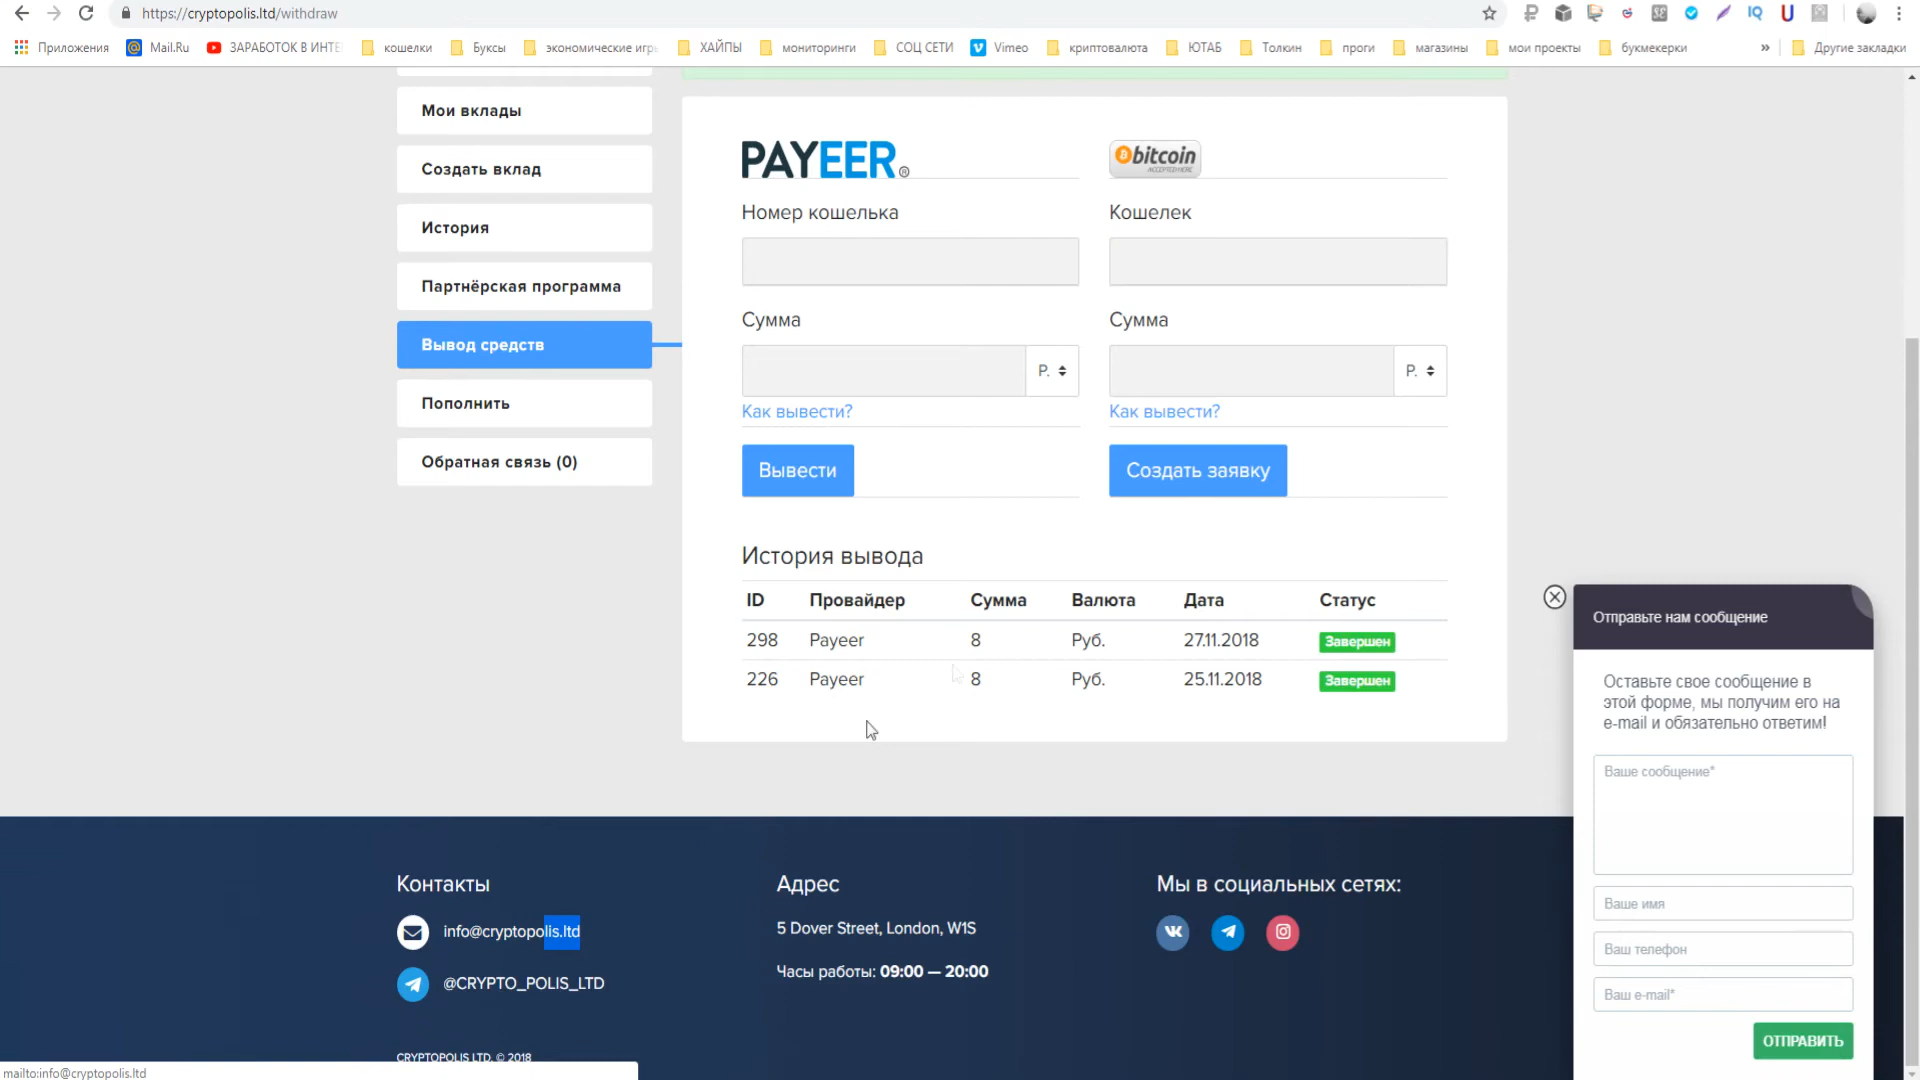 https://cryptopolis.ltd/withdraw
Приложения
Mail.Ru
ЗАРАБОТОК В ИНТЕ
кошелки
Буксы
экономические игры
ХАЙПЫ
мониторинги
СОЦ СЕТИ
Vimeo
криптовалюта
ЮТАБ
Толкин
проги
магазины
мои проекты
букмекерки
»
Другие закладки
Мои вклады
Создать вклад
История
Партнёрская программа
Вывод средств
Пополнить
Обратная связь (0)
PAYEER®
Номер кошелька
Сумма
Р.
Как вывести?
Вывести
bitcoin
ACCEPTED HERE
Кошелек
Сумма
Р.
Как вывести?
Создать заявку
История вывода
ID Провайдер Сумма Валюта Дата Статус
298 Payeer 8 Руб. 27.11.2018 Завершен
226 Payeer 8 Руб. 25.11.2018 Завершен
Отправьте нам сообщение
Оставьте свое сообщение в
этой форме, мы получим его на
e-mail и обязательно ответим!
Ваше сообщение*
Ваше имя
Ваш телефон
Ваш e-mail*
ОТПРАВИТЬ
Контакты
info@cryptopolis.ltd
@CRYPTO_POLIS_LTD
CRYPTOPOLIS LTD. © 2018
Адрес
5 Dover Street, London, W1S
Часы работы: 09:00 — 20:00
Мы в социальных сетях:
mailto:info@cryptopolis.ltd